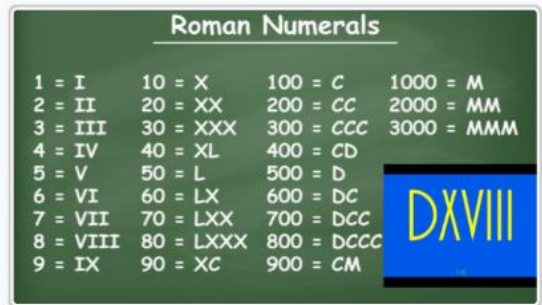 Roman Numerals
1 = I 10 = X 100 = C 1000 = M
2 = II 20 = XX 200 = CC 2000 = MM
3 = III 30 = XXX 300 = CCC 3000 = MMM
4 = IV 40 = XL 400 = CD
5 = V 50 = L 500 = D
6 = VI 60 = LX 600 = DC
7 = VII 70 = LXX 700 = DCC
8 = VIII 80 = LXXX 800 = DCCC
9 = IX 90 = XC 900 = CM
DXVIII